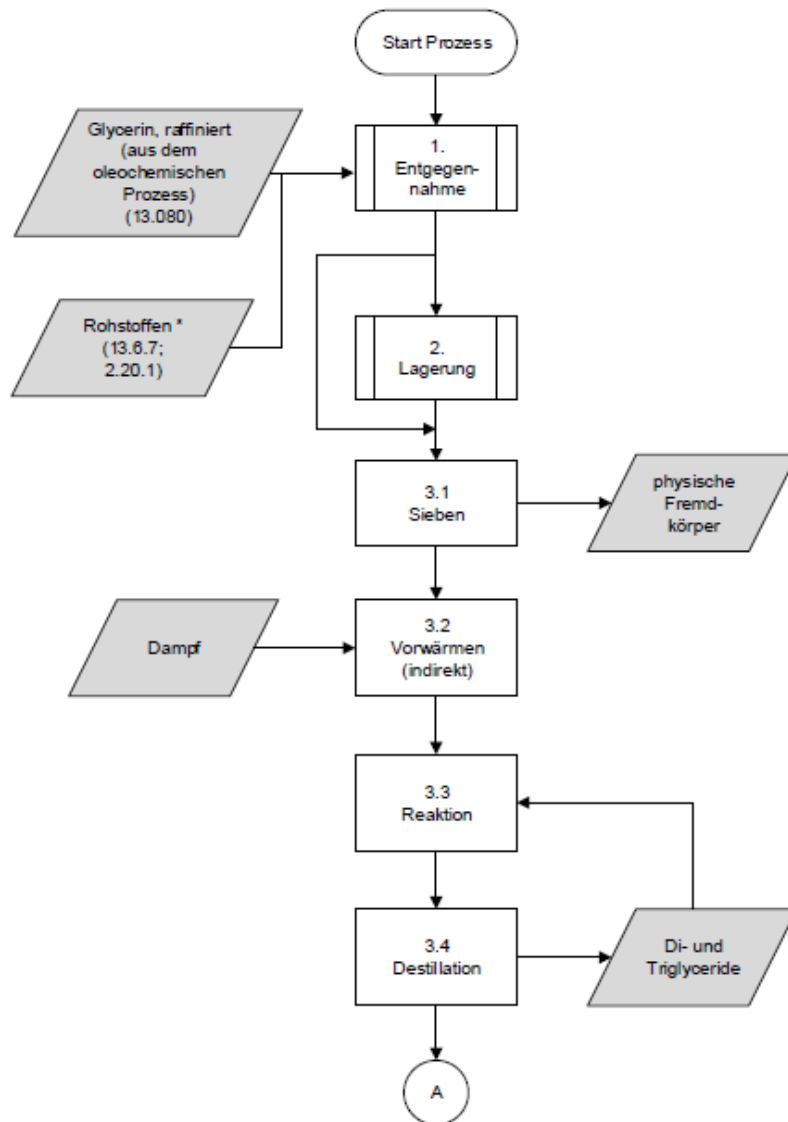 Start Prozess
Glycerin, raffiniert
(aus dem
oleochemischen
Prozess)
(13.080)
1.
Entgegen-
nahme
Rohstoffen *
(13.6.7;
2.20.1)
2.
Lagerung
3.1
Sieben
physische
Fremd-
körper
Dampf
3.2
Vorwärmen
(indirekt)
3.3
Reaktion
3.4
Destillation
Di- und
Triglyceride
A